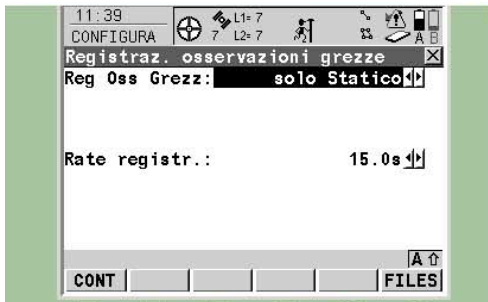 11:39
CONFIGURA
7
L1= 7
L2= 7
A B
Registraz. osservazioni grezze
Reg Oss Grezz: solo Statico
Rate registr.: 15.0s
A
CONT FILES